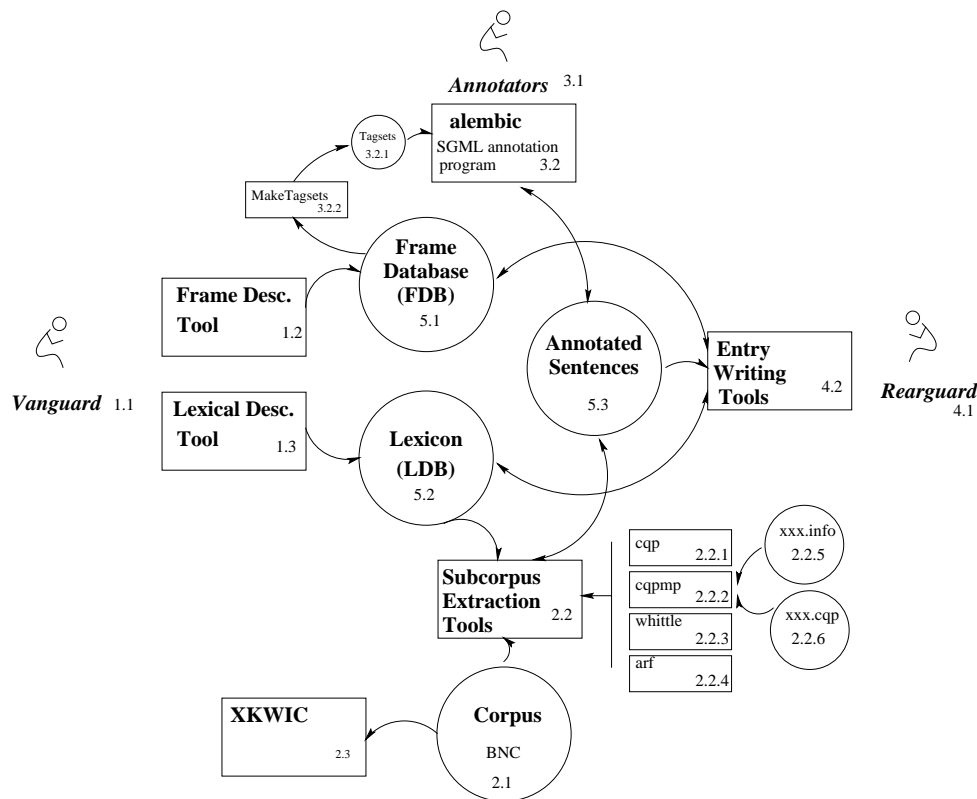 Annotators 3.1
alembic
SGML annotation
program 3.2
Tagsets
3.2.1
MakeTagsets
3.2.2
Frame
Database
(FDB)
5.1
Frame Desc.
Tool 1.2
Vanguard 1.1
Lexical Desc.
Tool 1.3
Lexicon
(LDB)
5.2
Annotated
Sentences
5.3
Entry
Writing
Tools
4.2
Rearguard
4.1
Subcorpus
Extraction
Tools
2.2
cqp
2.2.1
cqpmp
2.2.2
whittle
2.2.3
arf
2.2.4
xxx.info
2.2.5
xxx.cqp
2.2.6
XKWIC
2.3
Corpus
BNC
2.1